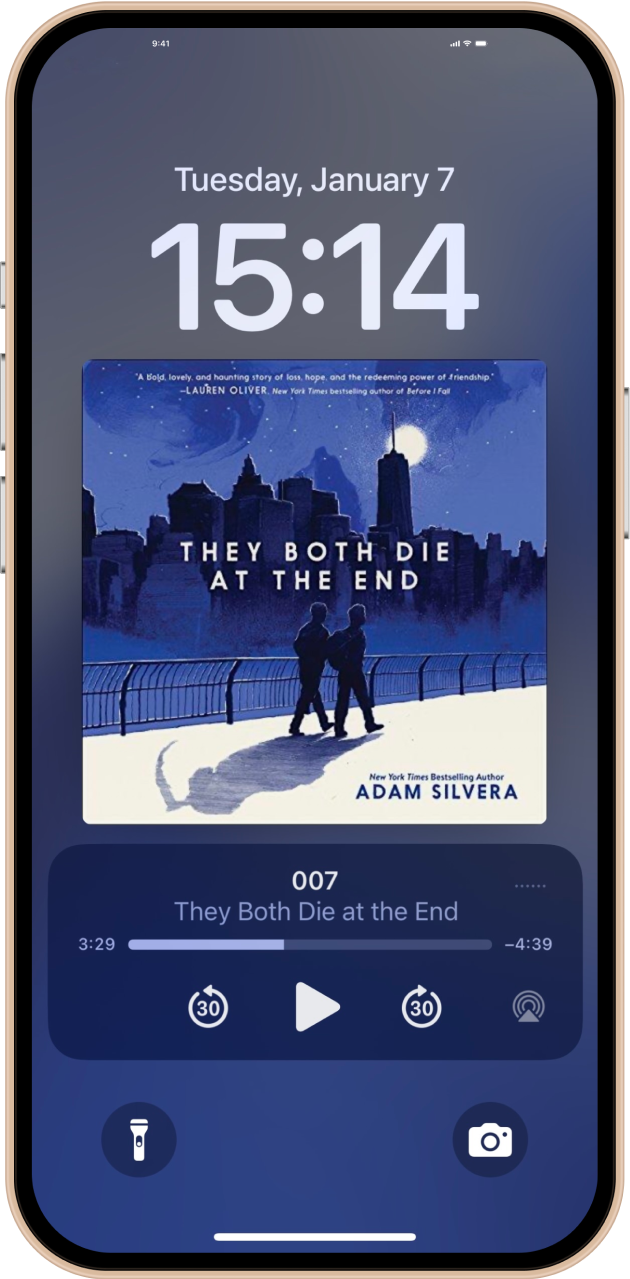 9:41
Tuesday, January 7
15:14
"A bold, lovely, and haunting story of loss, hope, and the redeeming power of friendship."
—LAUREN OLIVER, New York Times bestselling author of Before I Fall
THEY BOTH DIE
AT THE END
New York Times Bestselling Author
ADAM SILVERA
007
They Both Die at the End
3:29
−4:39
30
30